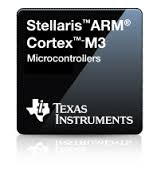 Stellaris™ARM®
Cortex™-M3
Microcontrollers
TEXAS
INSTRUMENTS